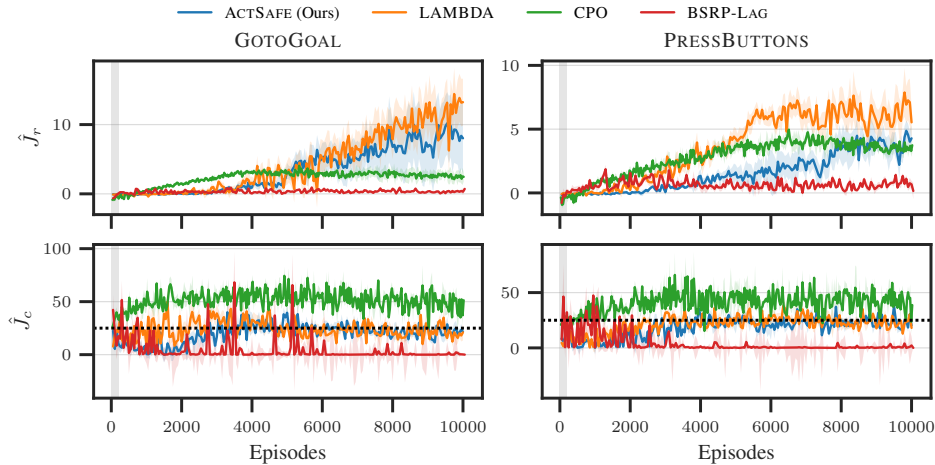 ACTSAFE (Ours) LAMBDA CPO BSRP-LAG
GOTOGOAL PRESSBUTTONS
Ĵr
10
0
10
5
0
Ĵc
100
50
0
50
0
0 2000 4000 6000 8000 10000
0 2000 4000 6000 8000 10000
Episodes Episodes